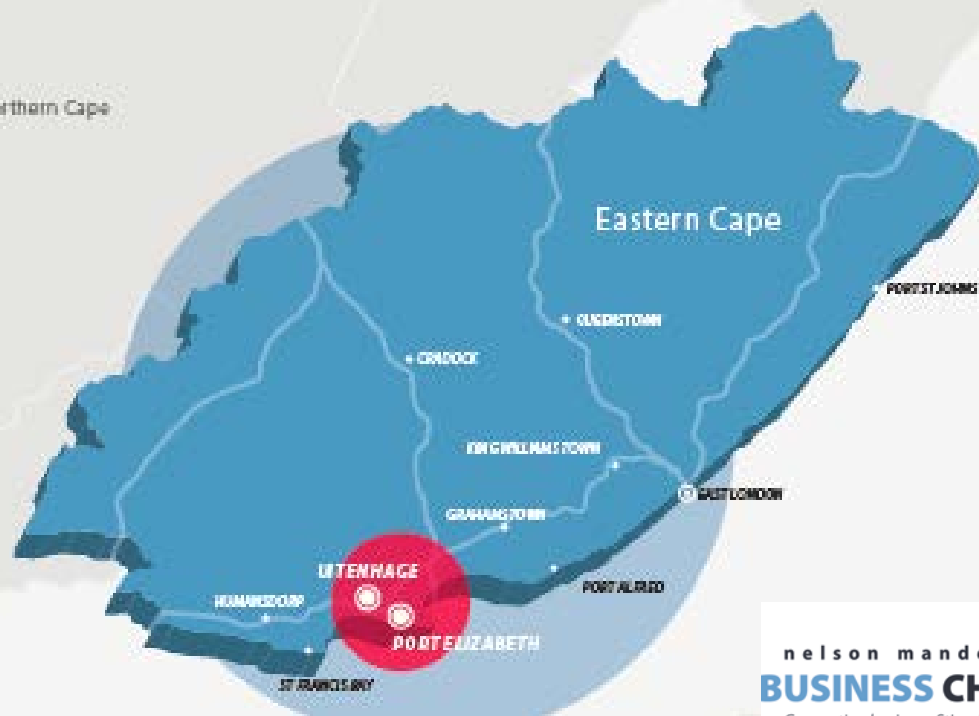 rthern Cape
Eastern Cape
PORT ST JOHNS
QUEENSTOWN
CRADOCK
KING WILLIAMS TOWN
EAST LONDON
GRAHAMSTOWN
UITENHAGE
PORT ALFRED
HUMANSDORP
PORT ELIZABETH
ST FRANCIS BAY
nelson mande
BUSINESS CH